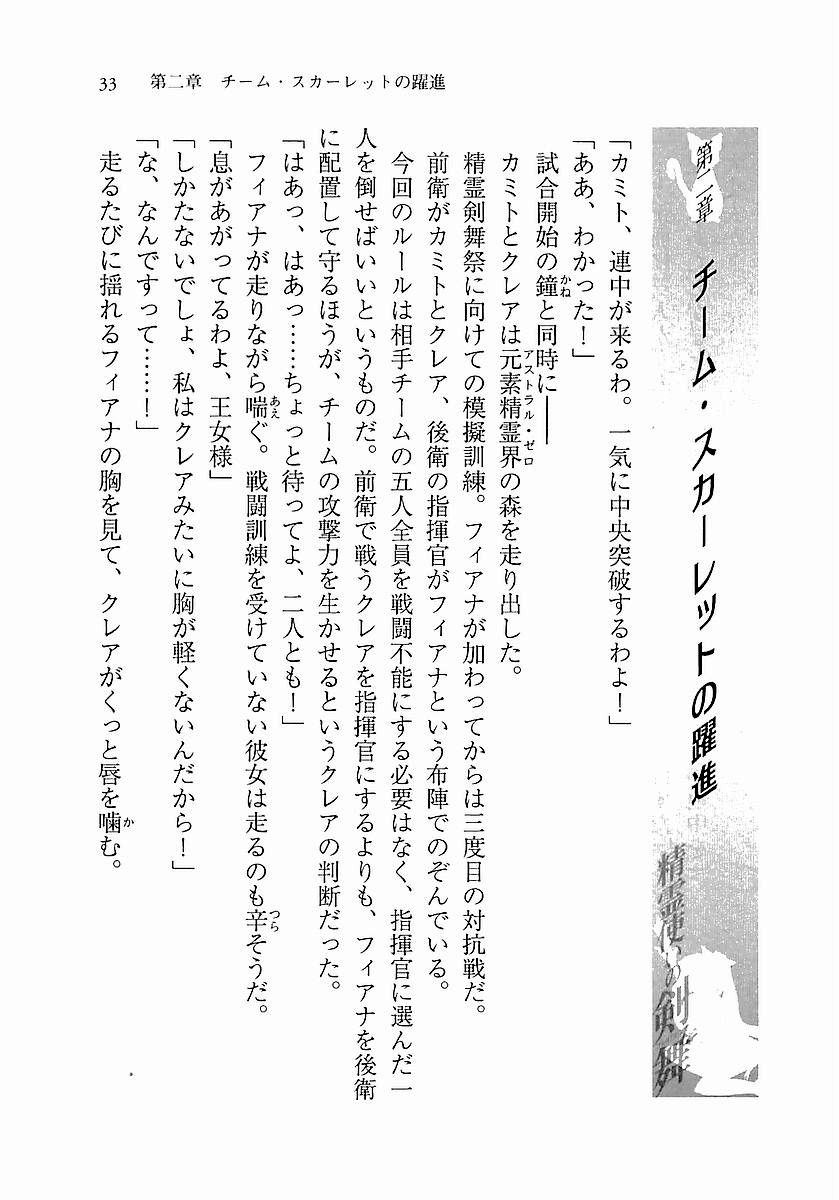 33 第二章 チーム・スカーレットの躍進
第二章 チーム・スカーレットの躍進
精霊使いの剣舞
「カミト、連中が来るわ。一気に中央突破するわよ！」
「ああ、わかった！」
試合開始の鐘と同時に――
かね
カミトとクレアは元素精霊界の森を走り出した。
アストラル・ゼロ
精霊剣舞祭に向けての模擬訓練。フィアナが加わってからは三度目の対抗戦だ。
前衛がカミトとクレア、後衛の指揮官がフィアナという布陣でのぞんでいる。
今回のルールは相手チームの五人全員を戦闘不能にする必要はなく、指揮官に選んだ一
人を倒せばいいというものだ。前衛で戦うクレアを指揮官にするよりも、フィアナを後衛
に配置して守るほうが、チームの攻撃力を生かせるというクレアの判断だった。
「はあっ、はあっ……ちょっと待ってよ、二人とも！」
フィアナが走りながら喘ぐ。戦闘訓練を受けていない彼女は走るのも辛そうだ。
あえ
つら
「息があがってるわよ、王女様」
「しかたないでしょ、私はクレアみたいに胸が軽くないんだから！」
「な、なんですって……！」
走るたびに揺れるフィアナの胸を見て、クレアがくっと唇を噛む。
か